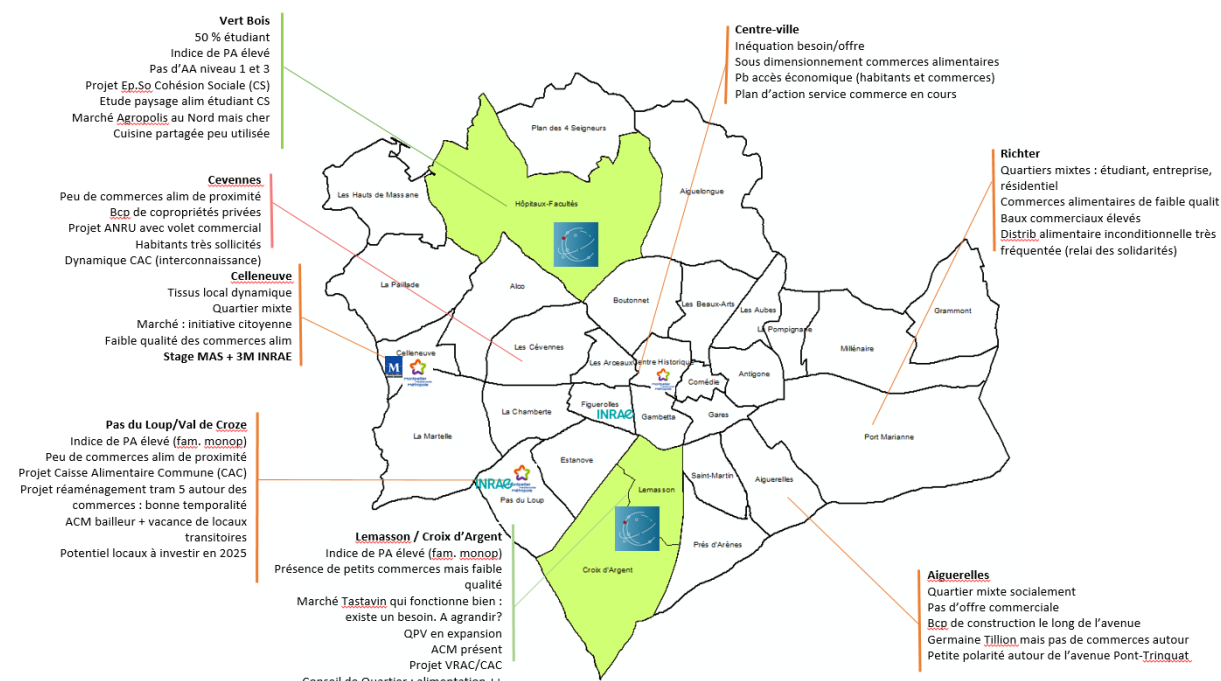 Vert Bois
50 % étudiant
Indice de PA élevé
Pas d'AA niveau 1 et 3
Projet Ep.So Cohésion Sociale (CS)
Etude paysage alim étudiant CS
Marché Agropolis au Nord mais cher
Cuisine partagée peu utilisée
Centre-ville
Inéquation besoin/offre
Sous dimensionnement commerces alimentaires
Pb accès économique (habitants et commerces)
Plan d'action service commerce en cours
Richter
Quartiers mixtes : étudiant, entreprise,
résidentiel
Commerces alimentaires de faible qualit
Baux commerciaux élevés
Distrib alimentaire inconditionnelle très
fréquentée (relai des solidarités)
Cevennes
Peu de commerces alim de proximité
Bcp de copropriétés privées
Projet ANRU avec volet commercial
Habitants très sollicités
Dynamique CAC (interconnaissance)
Celleneuve
Tissus local dynamique
Quartier mixte
Marché : initiative citoyenne
Faible qualité des commerces alim
Stage MAS + 3M INRAE
Pas du Loup/Val de Croze
Indice de PA élevé (fam. monop)
Peu de commerces alim de proximité
Projet Caisse Alimentaire Commune (CAC)
Projet réaménagement tram 5 autour des
commerces : bonne temporalité
ACM bailleur + vacance de locaux
transitoires
Potentiel locaux à investir en 2025
Lemasson / Croix d'Argent
Indice de PA élevé (fam. monop)
Présence de petits commerces mais faible
qualité
Marché Tastavin qui fonctionne bien :
existe un besoin. A agrandir?
QPV en expansion
ACM présent
Projet VRAC/CAC
Conseil de Quartier : alimentation ++
Aiguerelles
Quartier mixte socialement
Pas d'offre commerciale
Bcp de construction le long de l'avenue
Germaine Tillion mais pas de commerces autour
Petite polarité autour de l'avenue Pont-Trinquat
Plan des 4 Seigneurs
Les Hauts de Massane
Hôpitaux-Facultés
Aiguelongue
La Paillade
Alco
Boutonnet
Les Beaux-Arts
Les Aubes
La Pompignane
Millénaire
Grammont
Celleneuve
Les Cévennes
Les Arceaux
Centre Historique
Comédie
Antigone
M
montpellier
méditerranée
métropole
La Martelle
La Chamberte
Figuerolles
INRAE
Gambetta
Gares
Port Marianne
Estanove
INRAE
Pas du Loup
Lemasson
Saint-Martin
Aiguerelles
Prés d'Arènes
Croix d'Argent